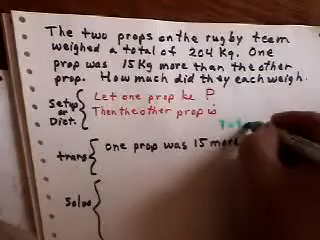 The two props on the rugby team
weighed a total of 204 Kg. One
prop was 15 Kg more than the other
prop. How much did they each weigh.
Setup or Dict. { Let one prop be P
Then the other prop is
trans { one prop was 15 more
Solve {